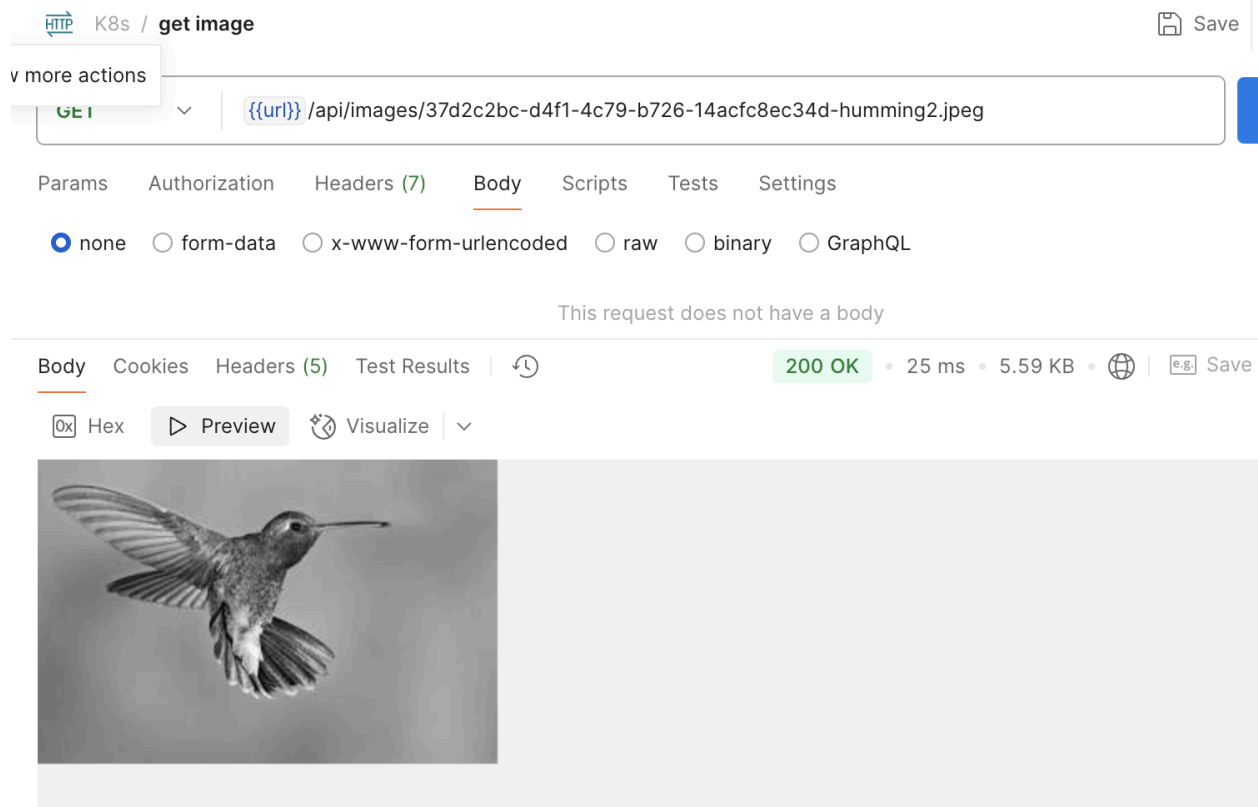 HTTP K8s / get image Save
w more actions
GET {{url}} /api/images/37d2c2bc-d4f1-4c79-b726-14acfc8ec34d-humming2.jpeg
Params Authorization Headers (7) Body Scripts Tests Settings
none form-data x-www-form-urlencoded raw binary GraphQL
This request does not have a body
Body Cookies Headers (5) Test Results 200 OK • 25 ms • 5.59 KB • e.g. Save
0x Hex Preview Visualize